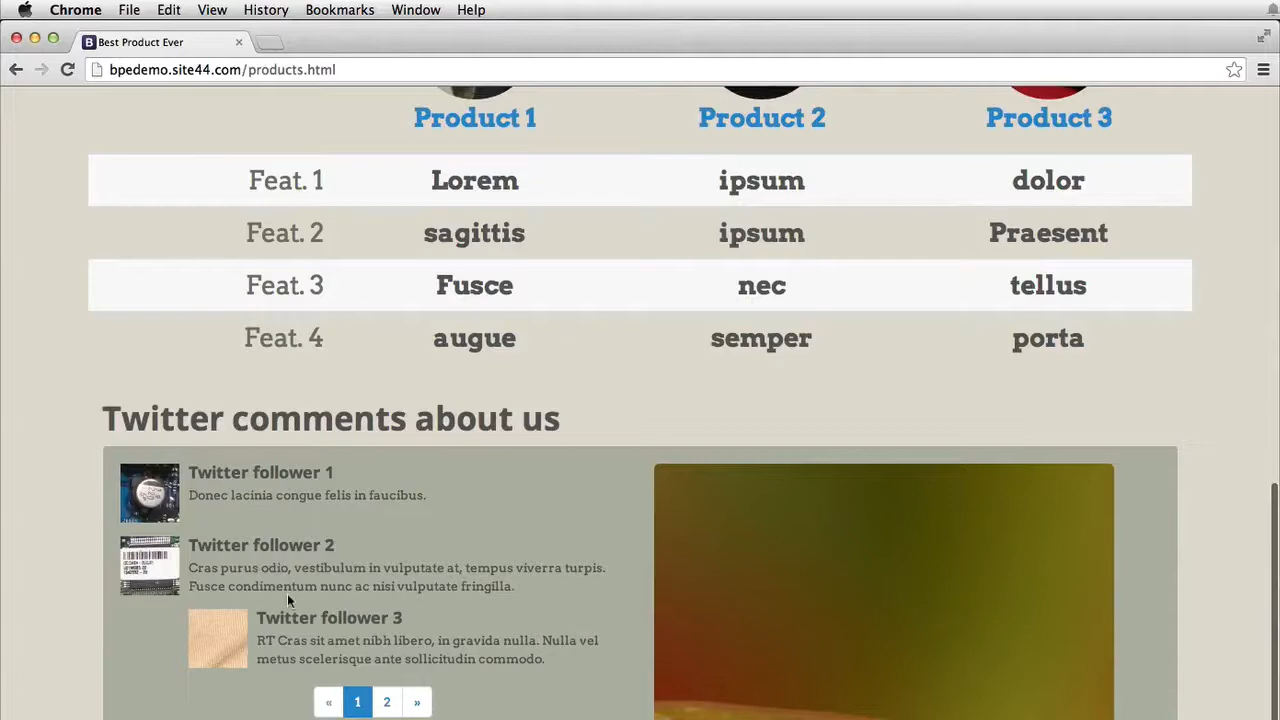 Chrome File Edit View History Bookmarks Window Help
Best Product Ever
bpedemo.site44.com/products.html
Product 1 Product 2 Product 3
Feat. 1 Lorem ipsum dolor
Feat. 2 sagittis ipsum Praesent
Feat. 3 Fusce nec tellus
Feat. 4 augue semper porta
Twitter comments about us
Twitter follower 1
Donec lacinia congue felis in faucibus.
Twitter follower 2
Cras purus odio, vestibulum in vulputate at, tempus viverra turpis.
Fusce condimentum nunc ac nisi vulputate fringilla.
Twitter follower 3
RT Cras sit amet nibh libero, in gravida nulla. Nulla vel
metus scelerisque ante sollicitudin commodo.
« 1 2 »